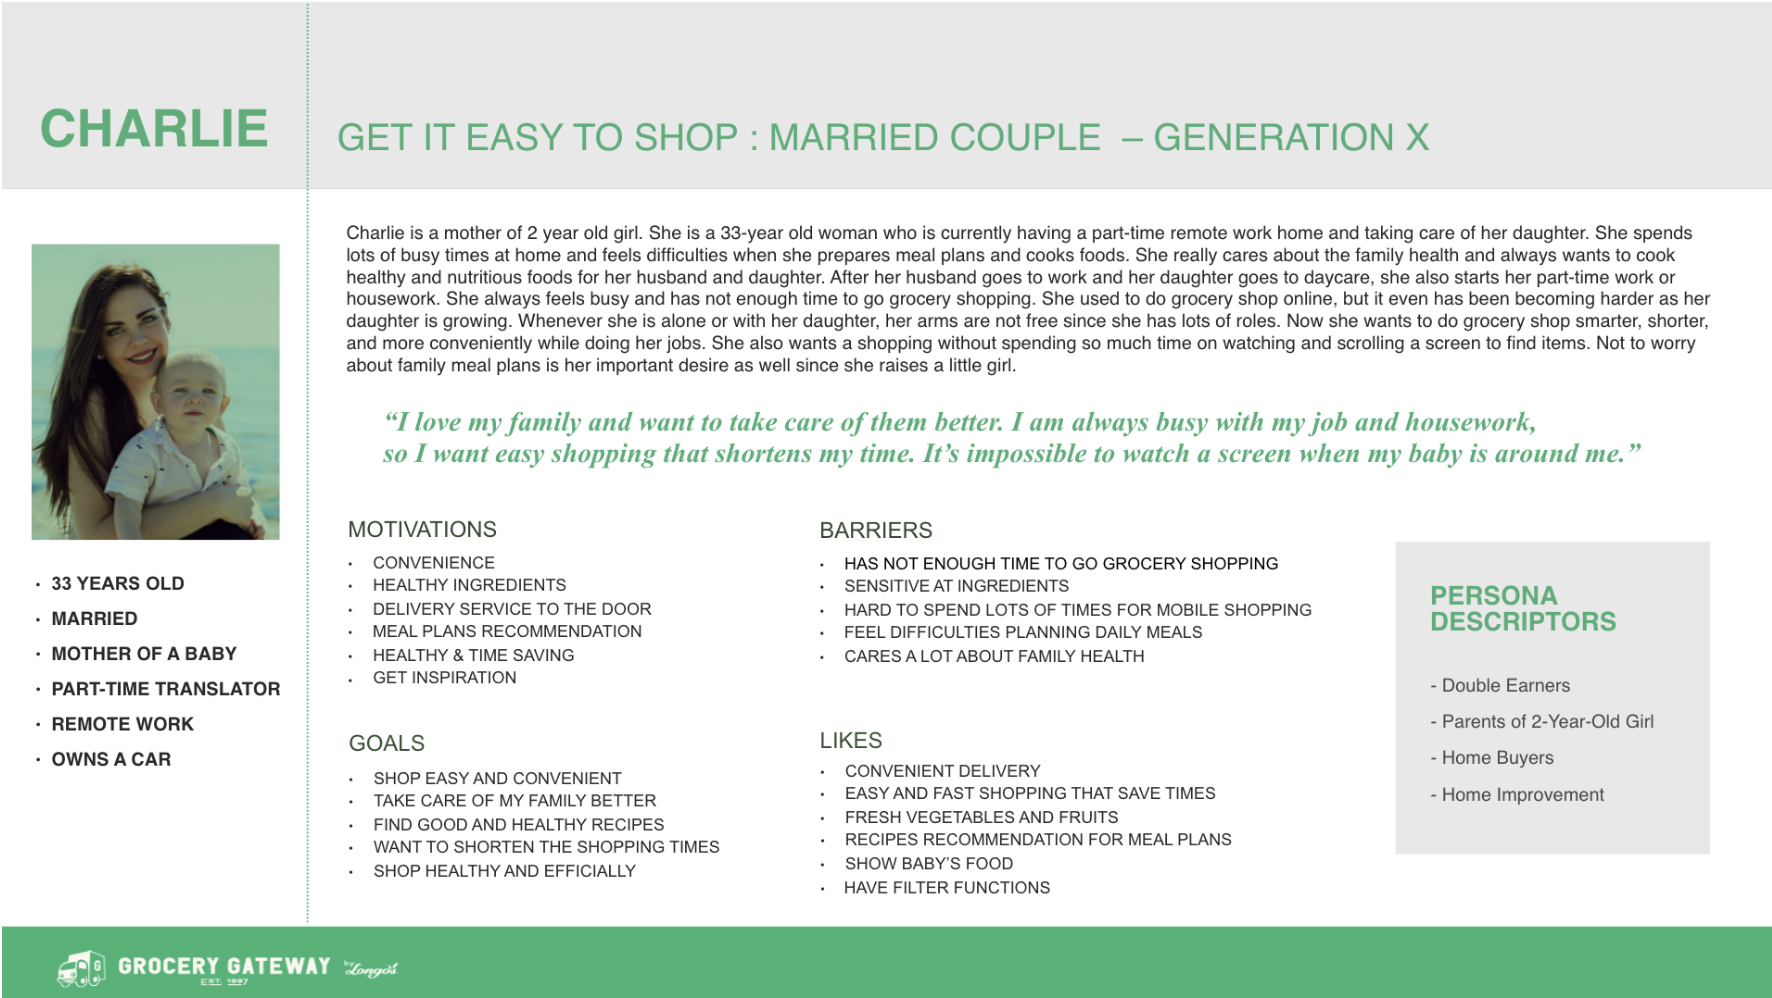 CHARLIE
GET IT EASY TO SHOP : MARRIED COUPLE – GENERATION X
Charlie is a mother of 2 year old girl. She is a 33-year old woman who is currently having a part-time remote work home and taking care of her daughter. She spends
lots of busy times at home and feels difficulties when she prepares meal plans and cooks foods. She really cares about the family health and always wants to cook
healthy and nutritious foods for her husband and daughter. After her husband goes to work and her daughter goes to daycare, she also starts her part-time work or
housework. She always feels busy and has not enough time to go grocery shopping. She used to do grocery shop online, but it even has been becoming harder as her
daughter is growing. Whenever she is alone or with her daughter, her arms are not free since she has lots of roles. Now she wants to do grocery shop smarter, shorter,
and more conveniently while doing her jobs. She also wants a shopping without spending so much time on watching and scrolling a screen to find items. Not to worry
about family meal plans is her important desire as well since she raises a little girl.
“I love my family and want to take care of them better. I am always busy with my job and housework,
so I want easy shopping that shortens my time. It’s impossible to watch a screen when my baby is around me.”
• 33 YEARS OLD
• MARRIED
• MOTHER OF A BABY
• PART-TIME TRANSLATOR
• REMOTE WORK
• OWNS A CAR
MOTIVATIONS
• CONVENIENCE
• HEALTHY INGREDIENTS
• DELIVERY SERVICE TO THE DOOR
• MEAL PLANS RECOMMENDATION
• HEALTHY & TIME SAVING
• GET INSPIRATION
BARRIERS
• HAS NOT ENOUGH TIME TO GO GROCERY SHOPPING
• SENSITIVE AT INGREDIENTS
• HARD TO SPEND LOTS OF TIMES FOR MOBILE SHOPPING
• FEEL DIFFICULTIES PLANNING DAILY MEALS
• CARES A LOT ABOUT FAMILY HEALTH
GOALS
• SHOP EASY AND CONVENIENT
• TAKE CARE OF MY FAMILY BETTER
• FIND GOOD AND HEALTHY RECIPES
• WANT TO SHORTEN THE SHOPPING TIMES
• SHOP HEALTHY AND EFFICIALLY
LIKES
• CONVENIENT DELIVERY
• EASY AND FAST SHOPPING THAT SAVE TIMES
• FRESH VEGETABLES AND FRUITS
• RECIPES RECOMMENDATION FOR MEAL PLANS
• SHOW BABY’S FOOD
• HAVE FILTER FUNCTIONS
PERSONA
DESCRIPTORS
- Double Earners
- Parents of 2-Year-Old Girl
- Home Buyers
- Home Improvement
G GROCERY GATEWAY by Longo's
EST. 1997